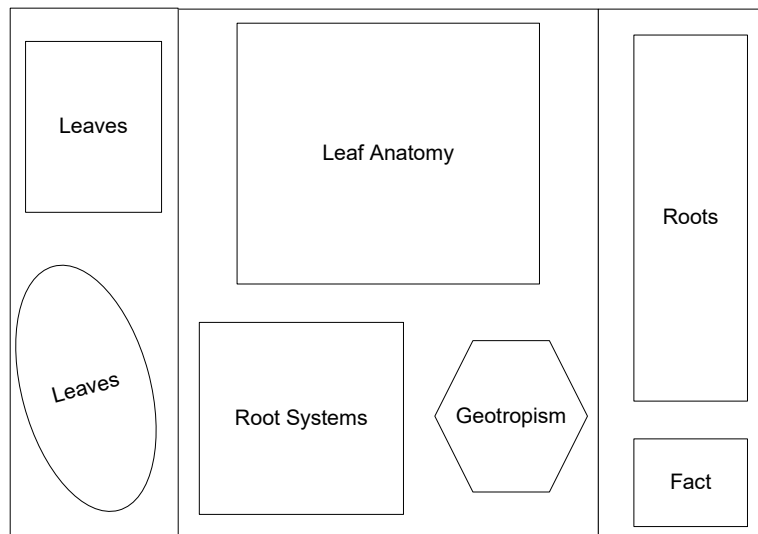 Leaves
Leaves
Leaf Anatomy
Root Systems
Geotropism
Roots
Fact